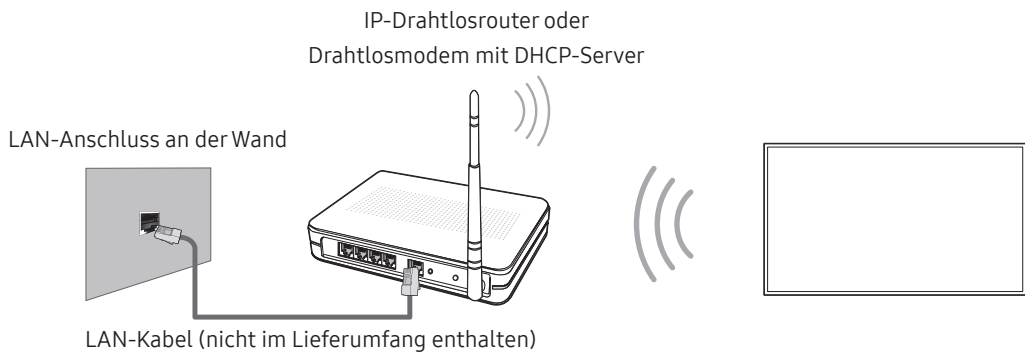 IP-Drahtlosrouter oder
Drahtlosmodem mit DHCP-Server
LAN-Anschluss an der Wand
LAN-Kabel (nicht im Lieferumfang enthalten)